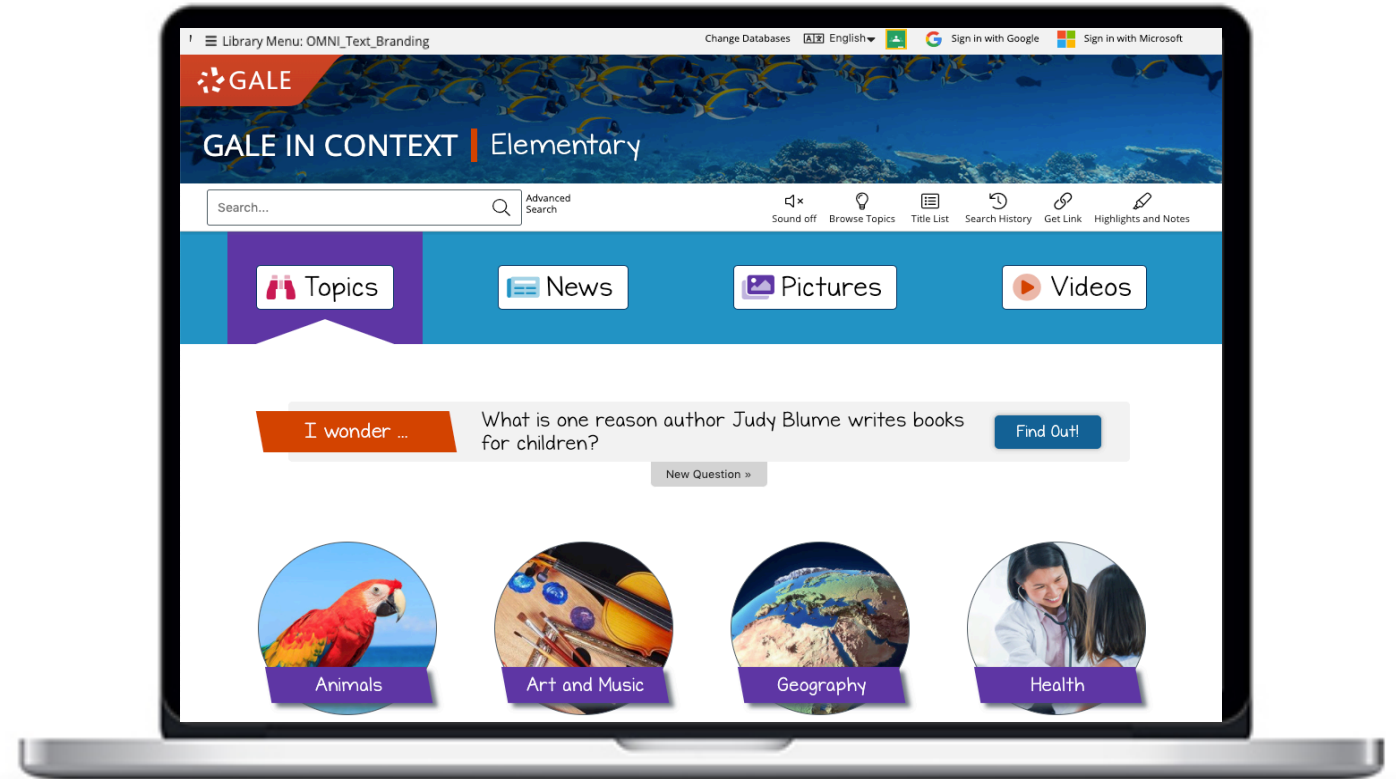 Library Menu: OMNI_Text_Branding
Change Databases
English
Sign in with Google
Sign in with Microsoft
GALE
GALE IN CONTEXT | Elementary
Search...
Advanced
Search
Sound off
Browse Topics
Title List
Search History
Get Link
Highlights and Notes
Topics
News
Pictures
Videos
I wonder ...
What is one reason author Judy Blume writes books
for children?
Find Out!
New Question »
Animals
Art and Music
Geography
Health